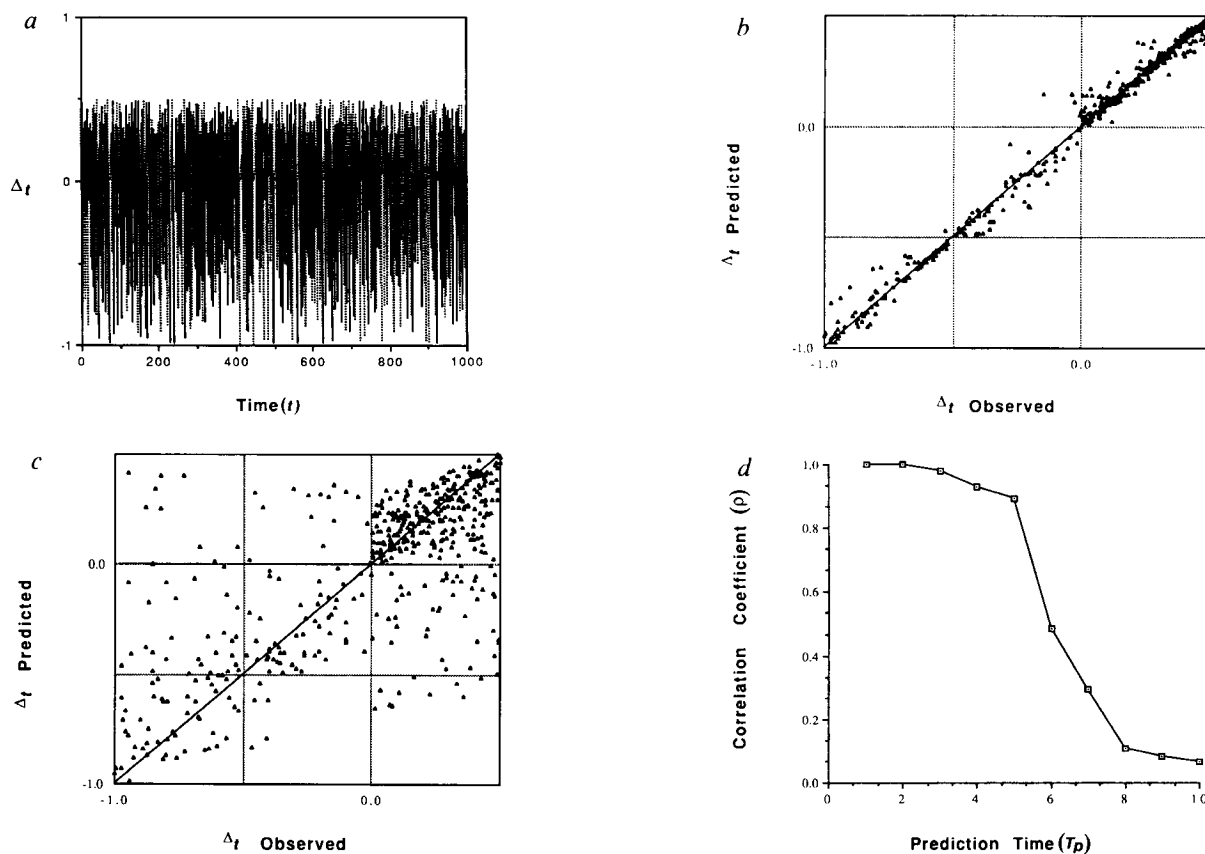 a
1
0
-1
Δt
0
200
400
600
800
1000
Time(t)
b
0.0
-1.0
Δt Predicted
-1.0
0.0
Δt Observed
c
0.0
-1.0
Δt Predicted
-1.0
0.0
Δt Observed
d
1.0
0.8
0.6
0.4
0.2
0.0
Correlation Coefficient (ρ)
0
2
4
6
8
10
Prediction Time (Tp)